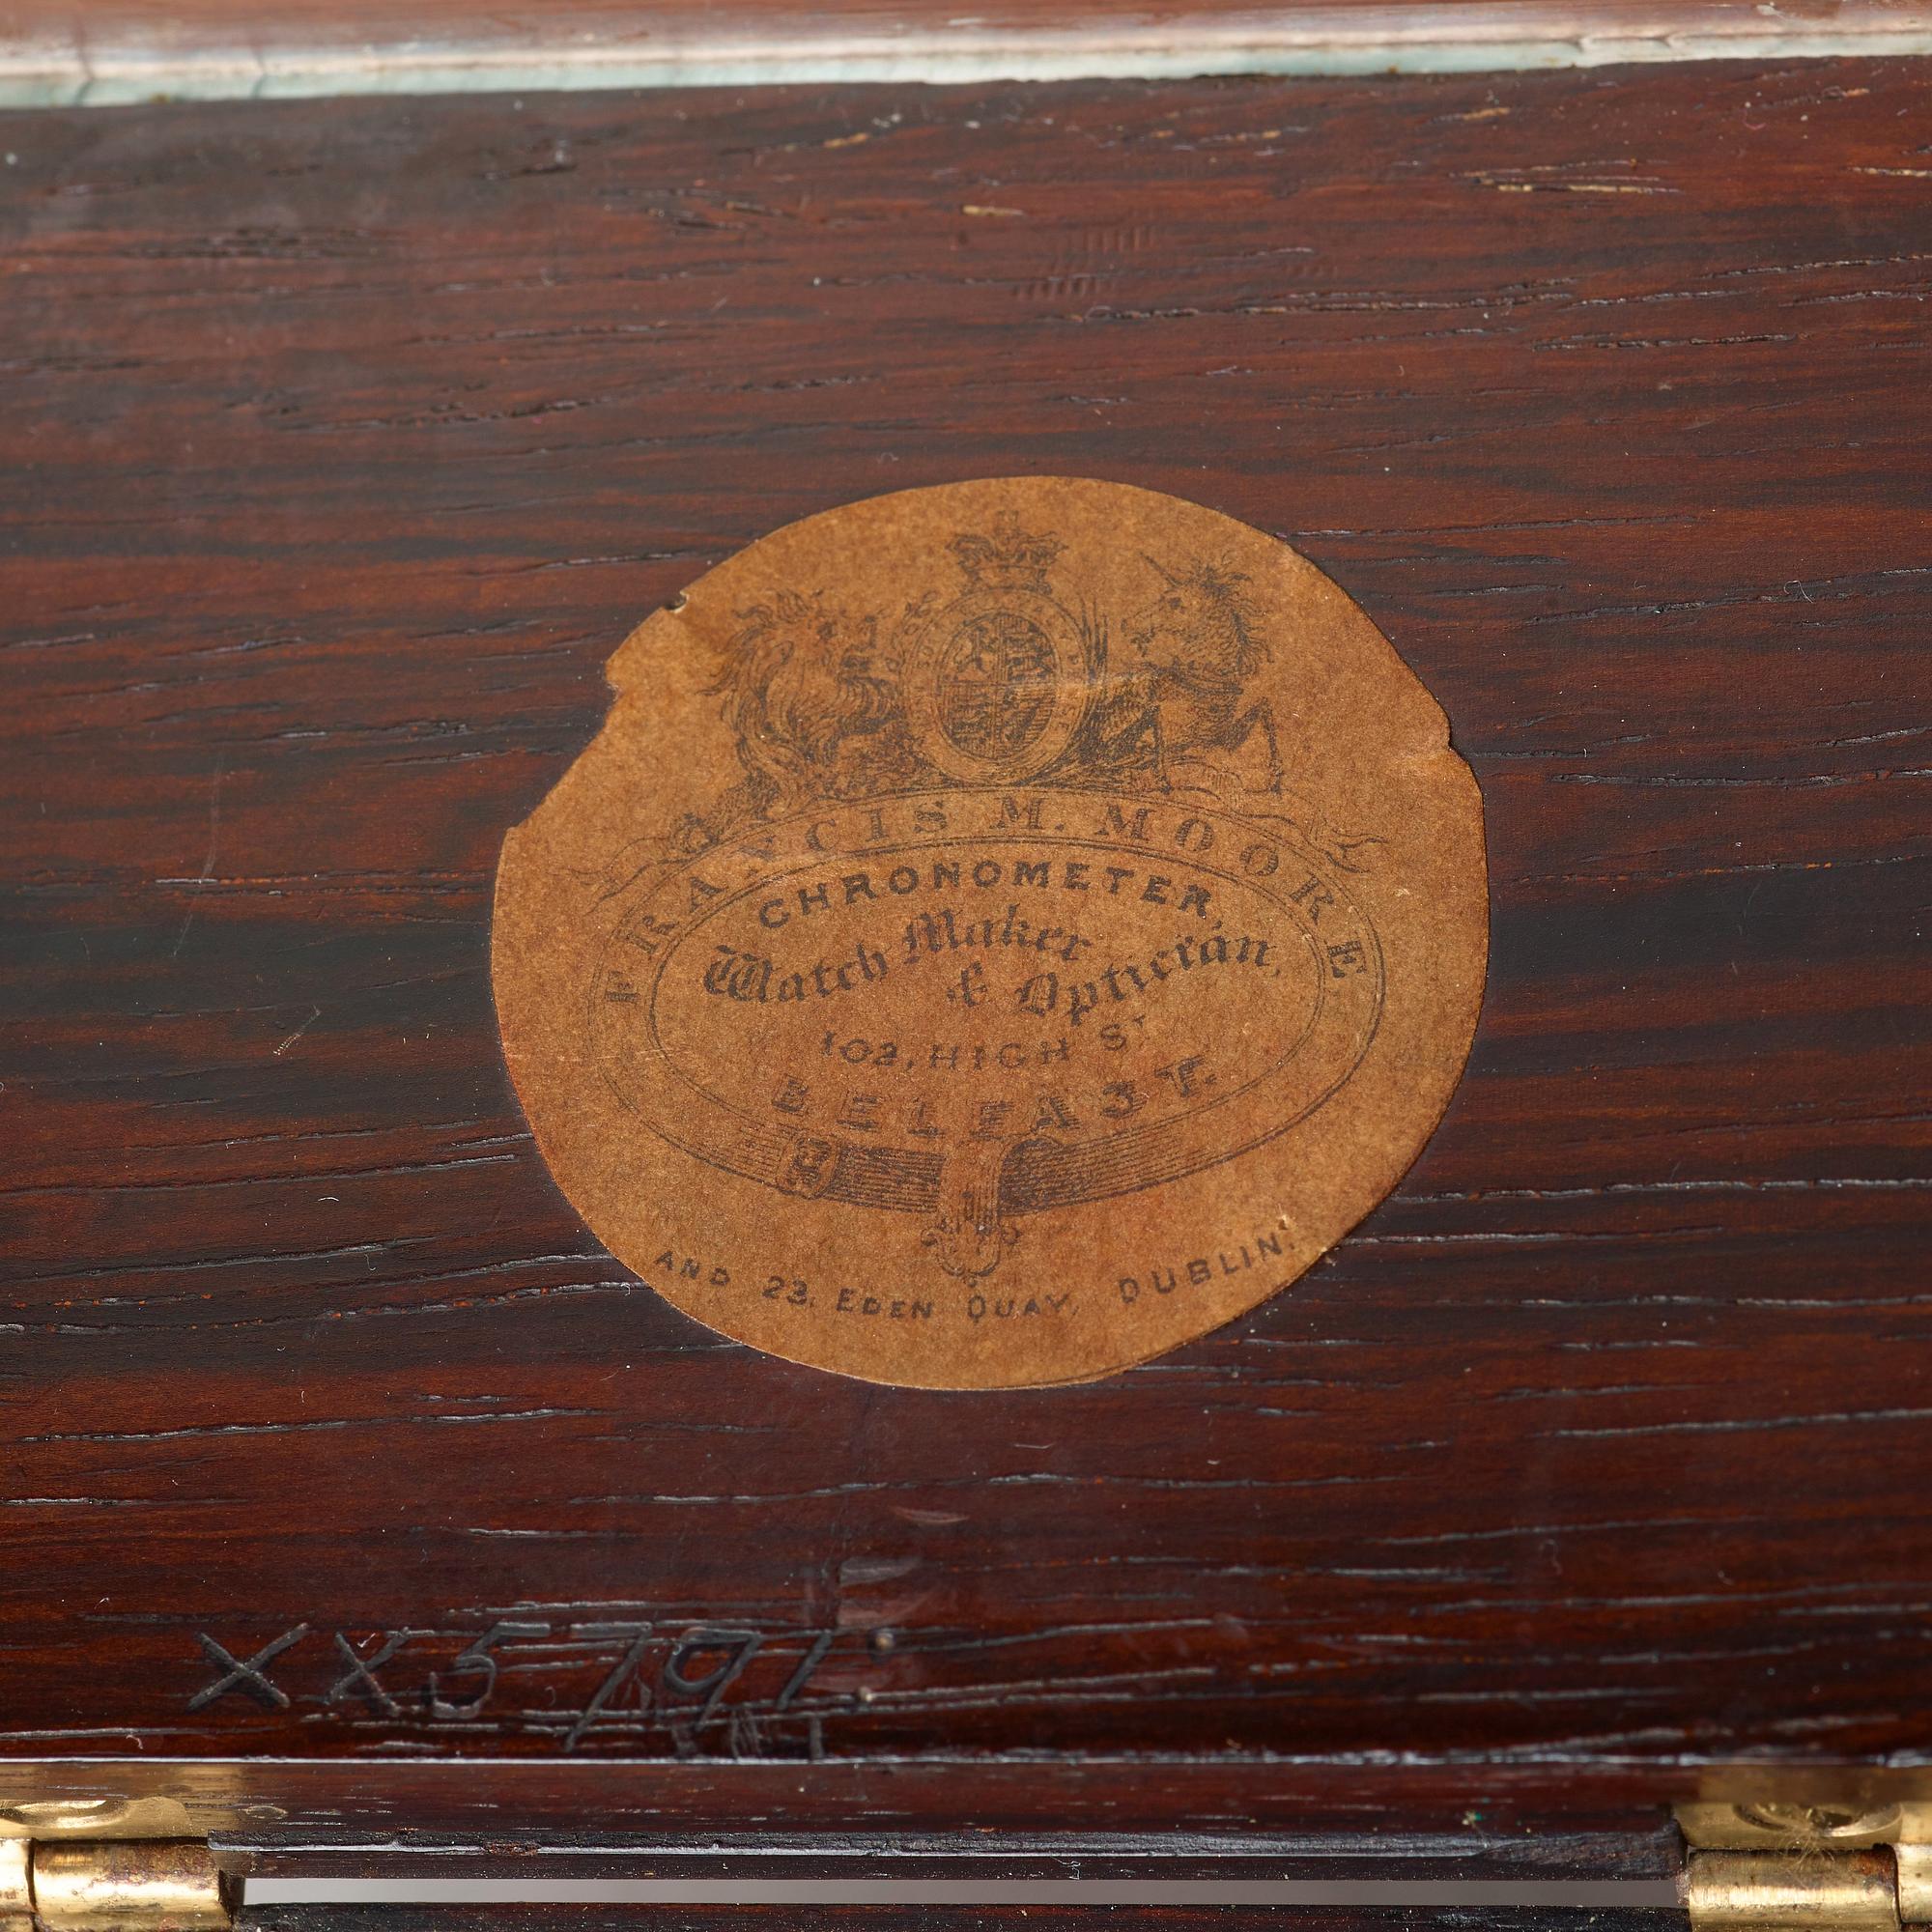 FRANCIS M. MOORE
CHRONOMETER,
Watch Maker
& Optician,
102, HIGH ST
BELFAST.
AND 23, EDEN QUAY, DUBLIN.
XX5791